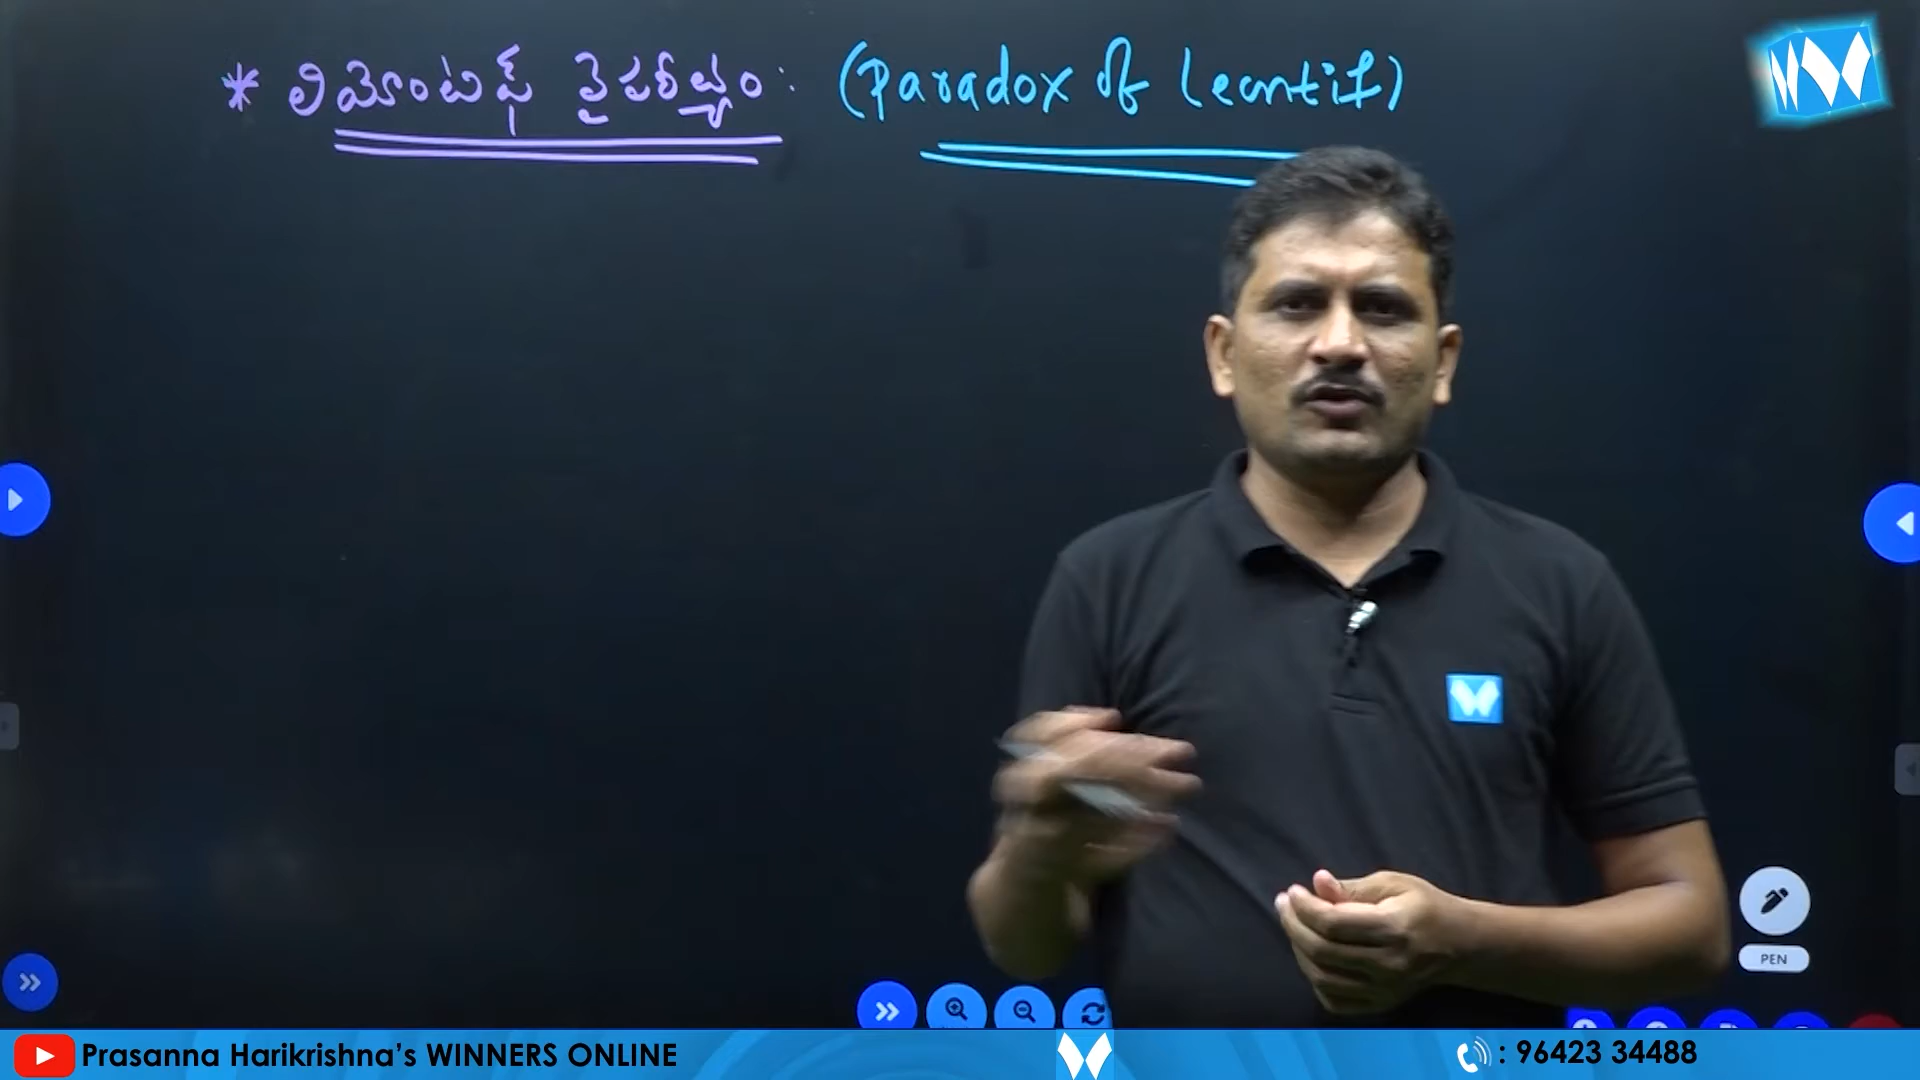 * లిమోంటిఫ్ వైపరీత్యం: (Paradox of Leontif)
W
PEN
Prasanna Harikrishna's WINNERS ONLINE
: 96423 34488